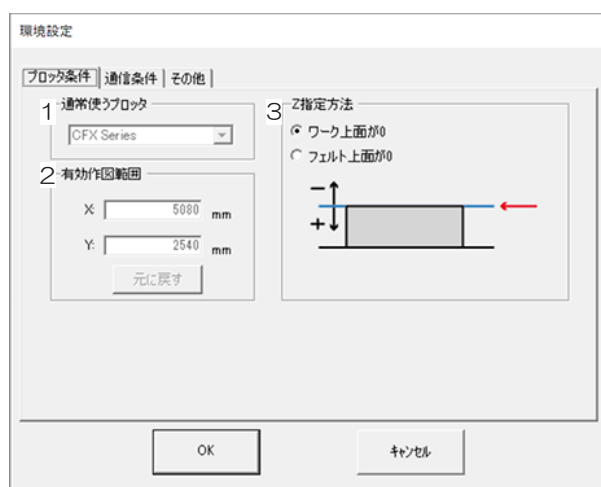 環境設定
プロッタ条件 通信条件 その他
1 通常使うプロッタ
CFX Series
2 有効作図範囲
X: 5080 mm
Y: 2540 mm
元に戻す
3 Z指定方法
ワーク上面が0
フェルト上面が0
−
+
OK
キャンセル